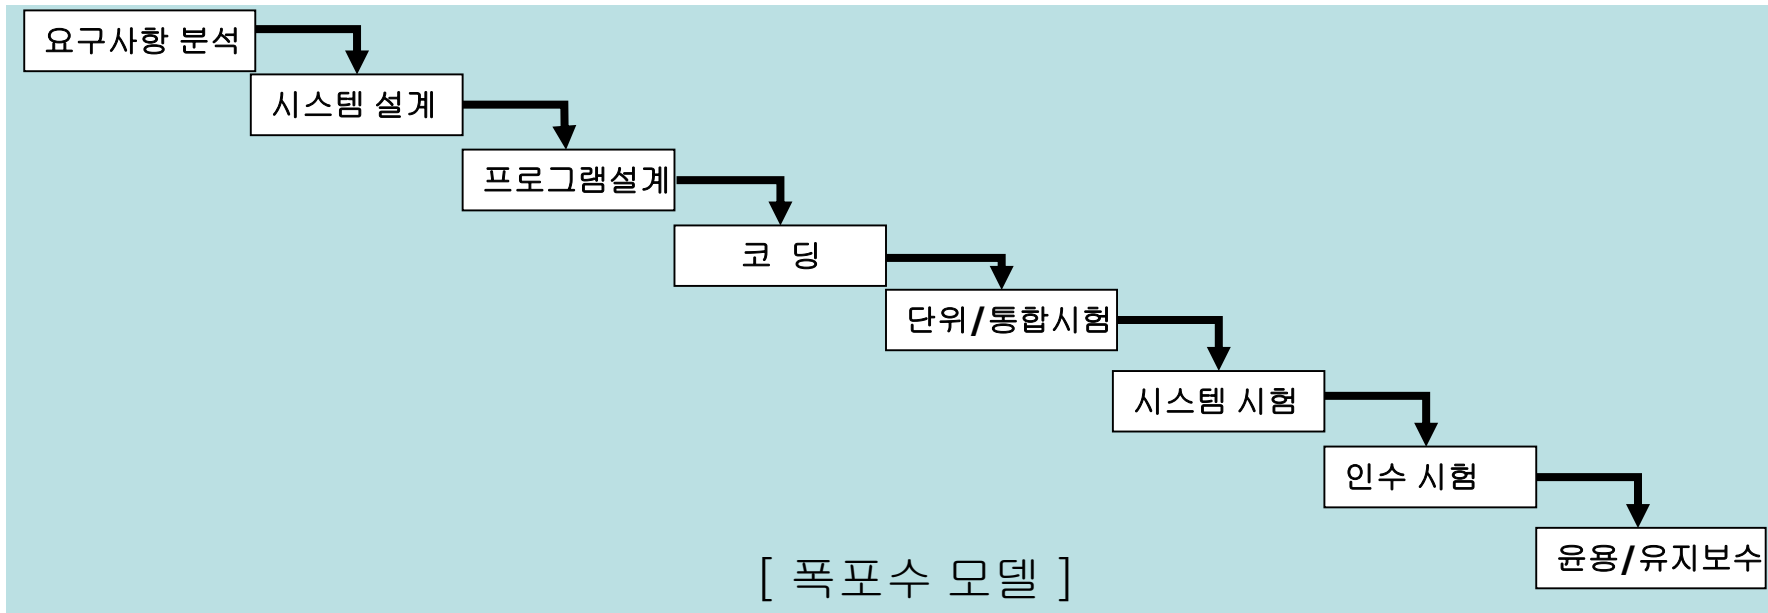 요구사항 분석
시스템 설계
프로그램설계
코 딩
단위/통합시험
시스템 시험
인수 시험
운용/유지보수
[ 폭포수 모델 ]